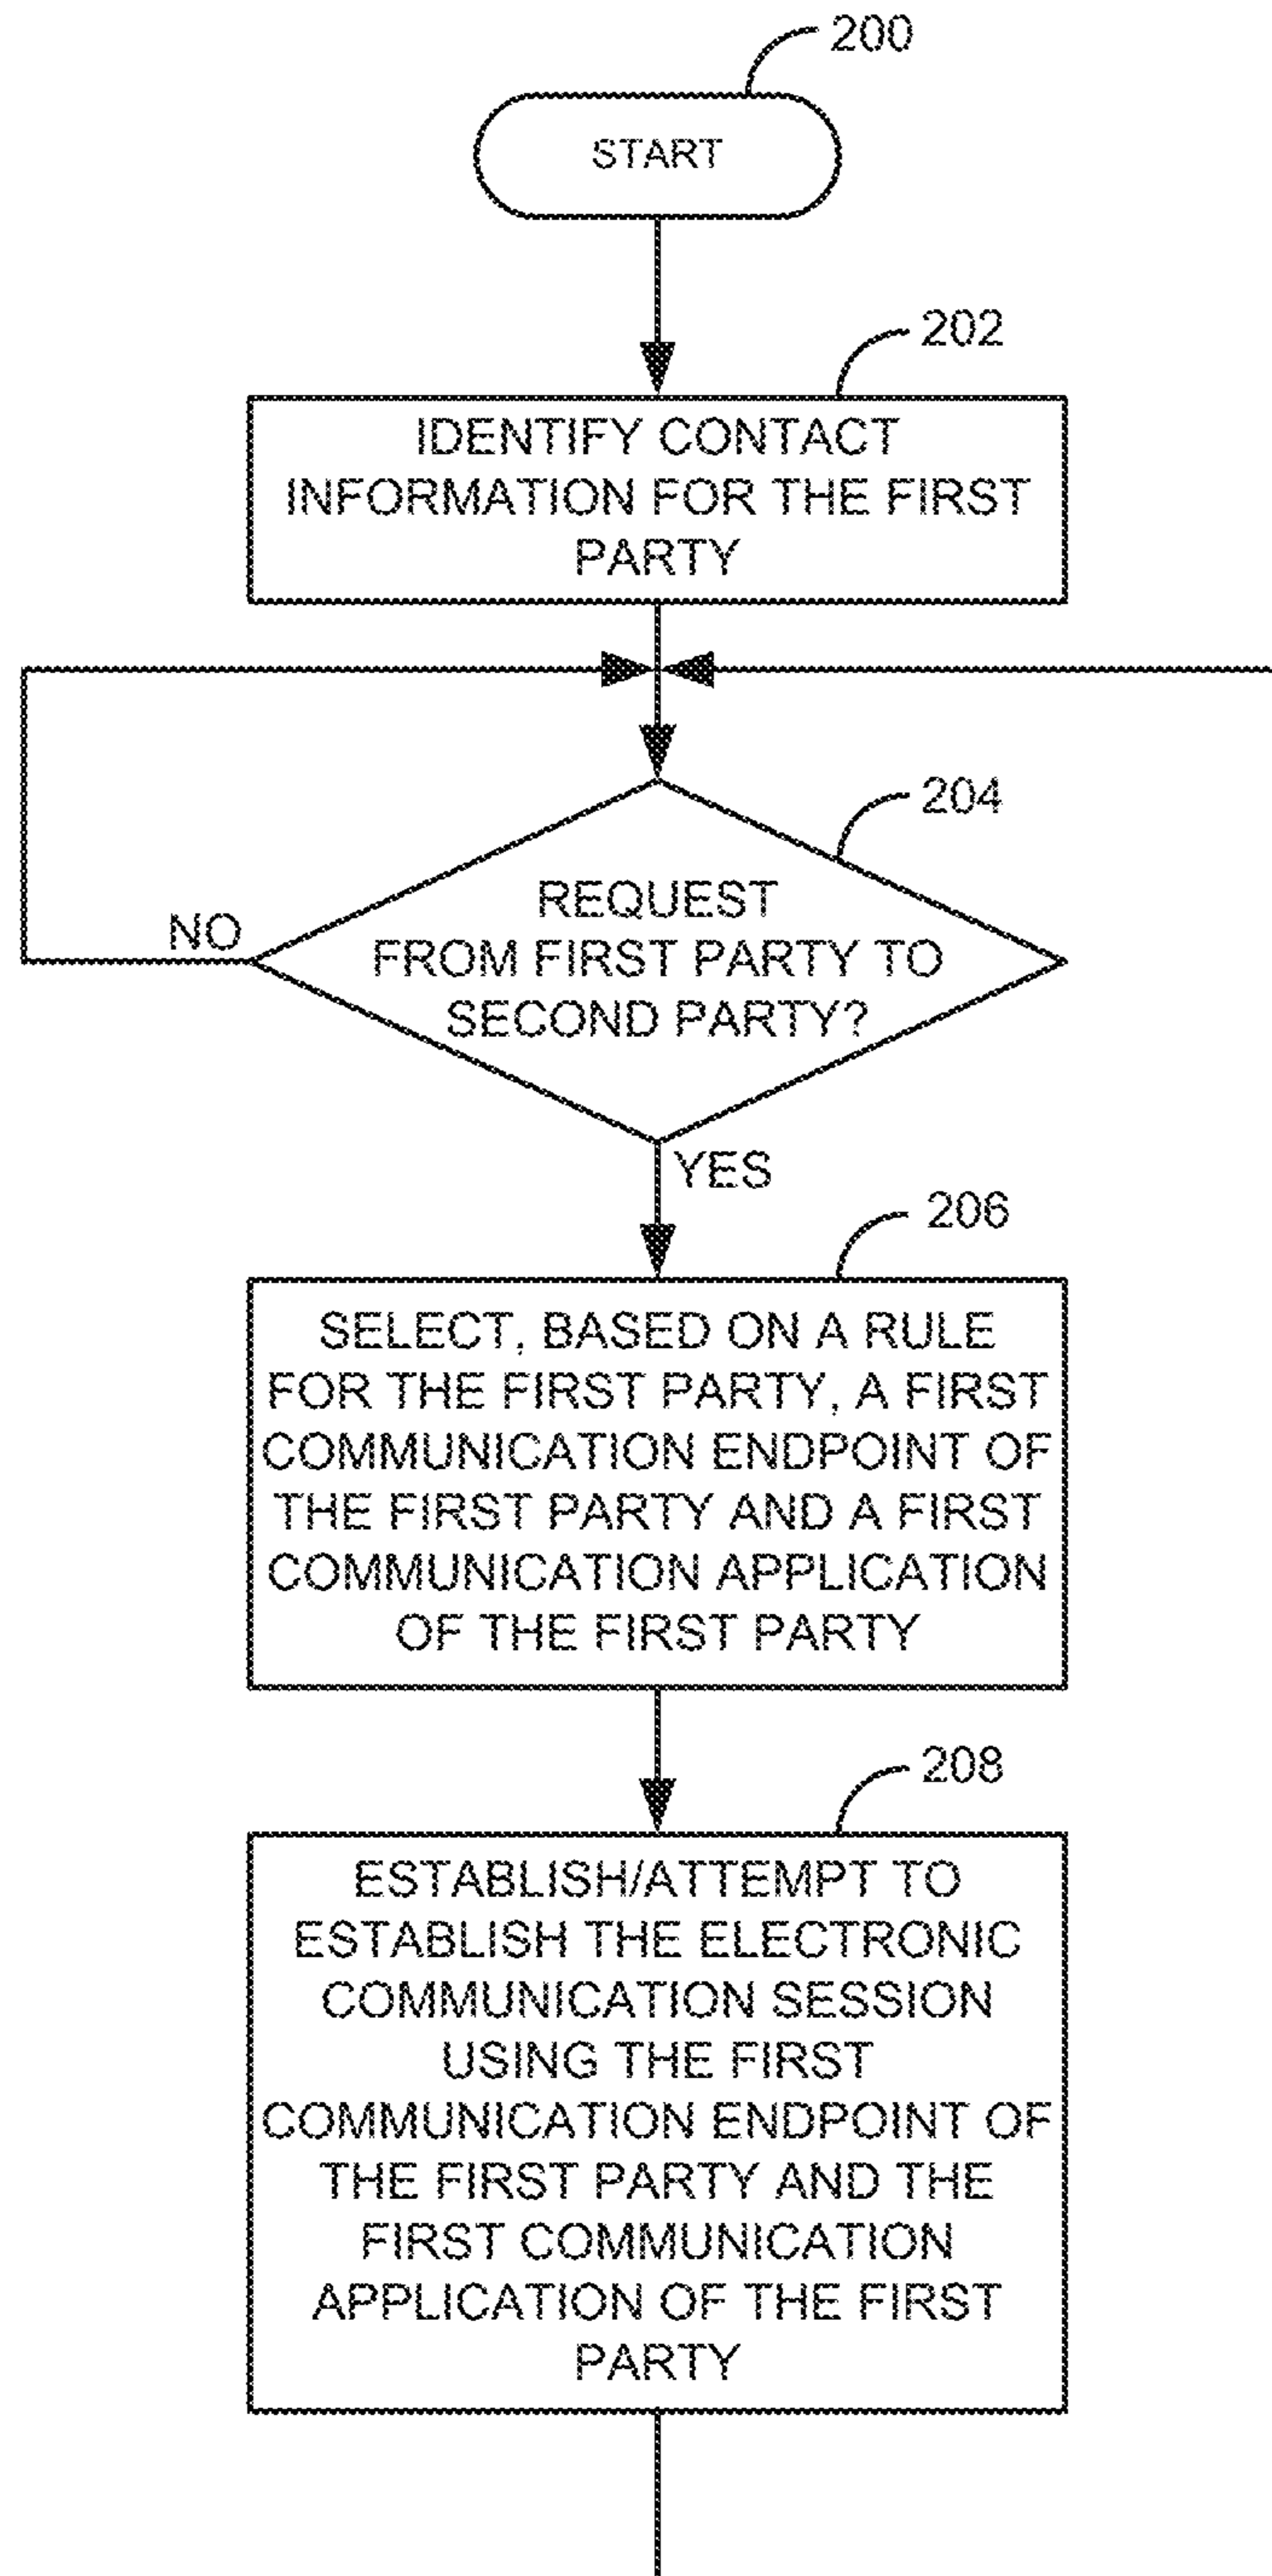 200
START
202
IDENTIFY CONTACT
INFORMATION FOR THE FIRST
PARTY
204
REQUEST
FROM FIRST PARTY TO
SECOND PARTY?
NO
YES
206
SELECT, BASED ON A RULE
FOR THE FIRST PARTY, A FIRST
COMMUNICATION ENDPOINT OF
THE FIRST PARTY AND A FIRST
COMMUNICATION APPLICATION
OF THE FIRST PARTY
208
ESTABLISH/ATTEMPT TO
ESTABLISH THE ELECTRONIC
COMMUNICATION SESSION
USING THE FIRST
COMMUNICATION ENDPOINT OF
THE FIRST PARTY AND THE
FIRST COMMUNICATION
APPLICATION OF THE FIRST
PARTY